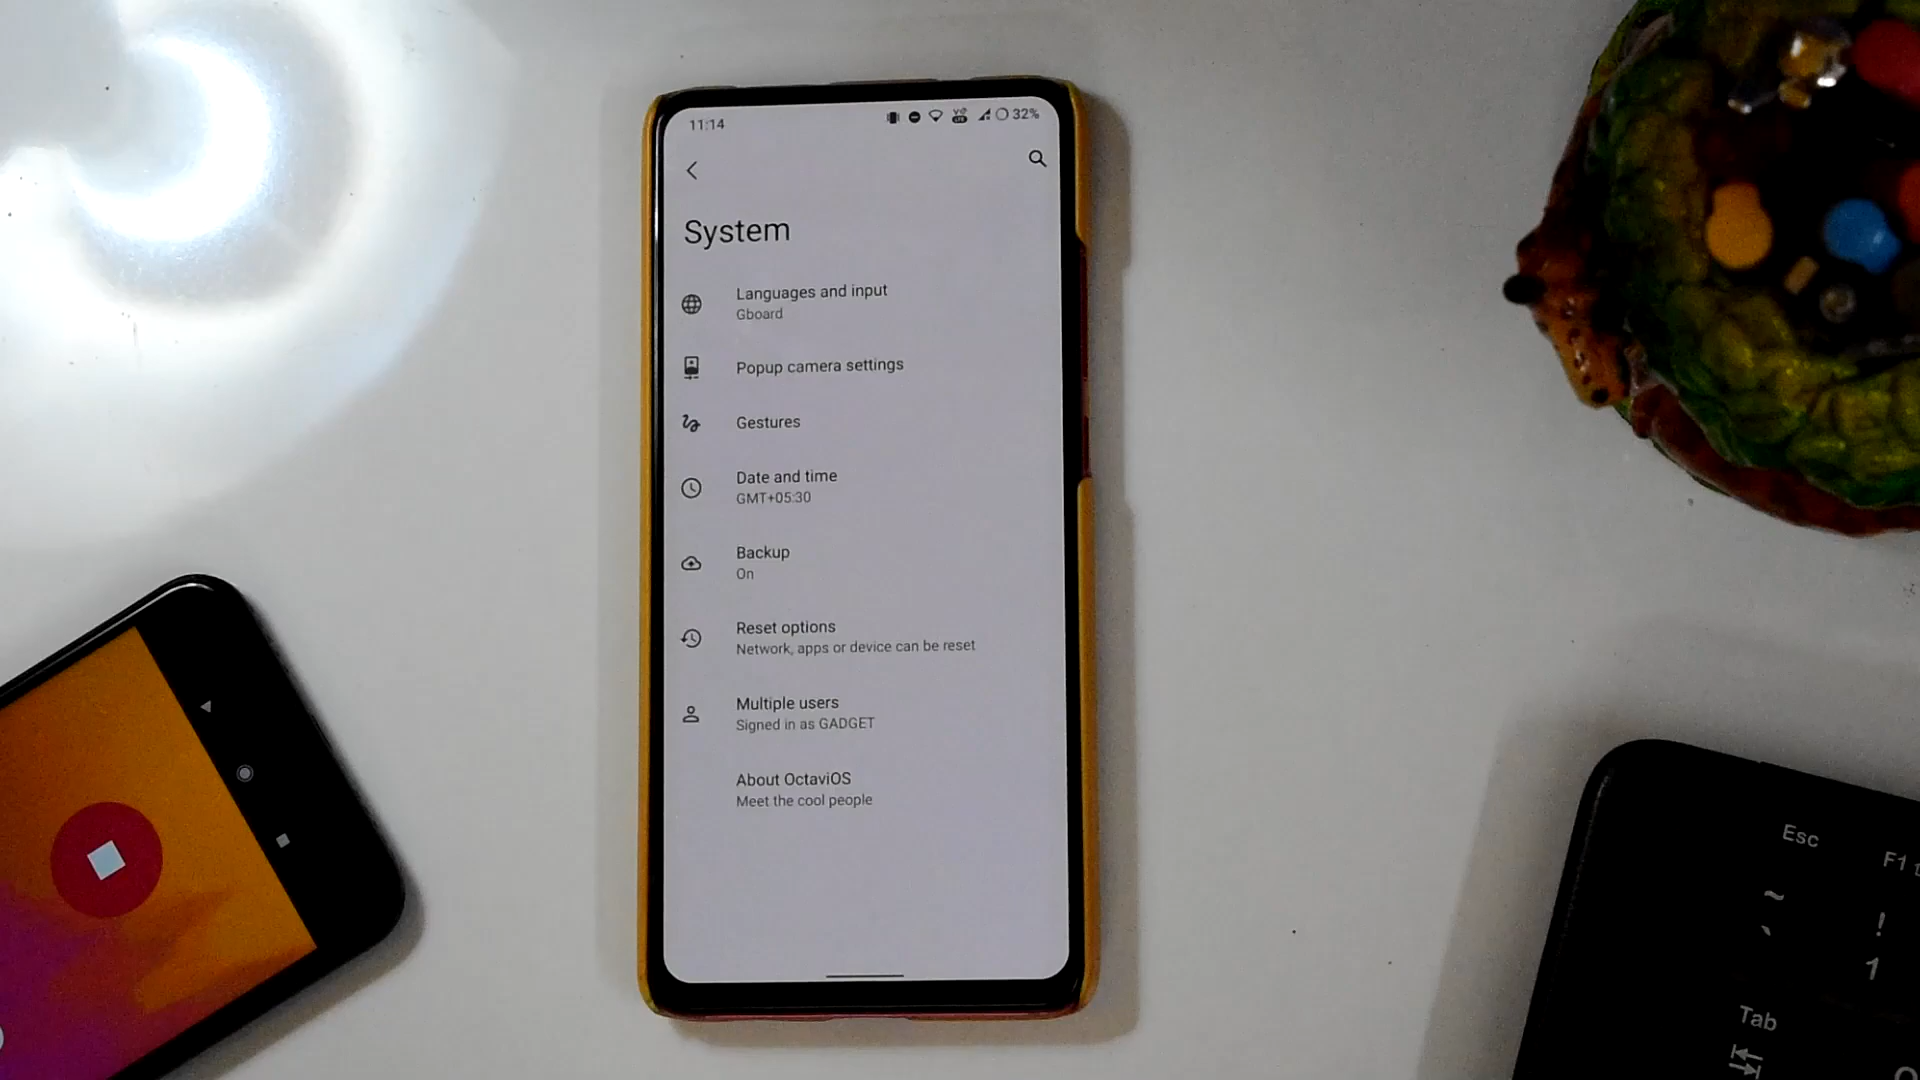 11:14
VO
LTE
32%
System
Languages and input
Gboard
Popup camera settings
Gestures
Date and time
GMT+05:30
Backup
On
Reset options
Network, apps or device can be reset
Multiple users
Signed in as GADGET
About OctaviOS
Meet the cool people
Esc
F1
~
!
`
1
Tab